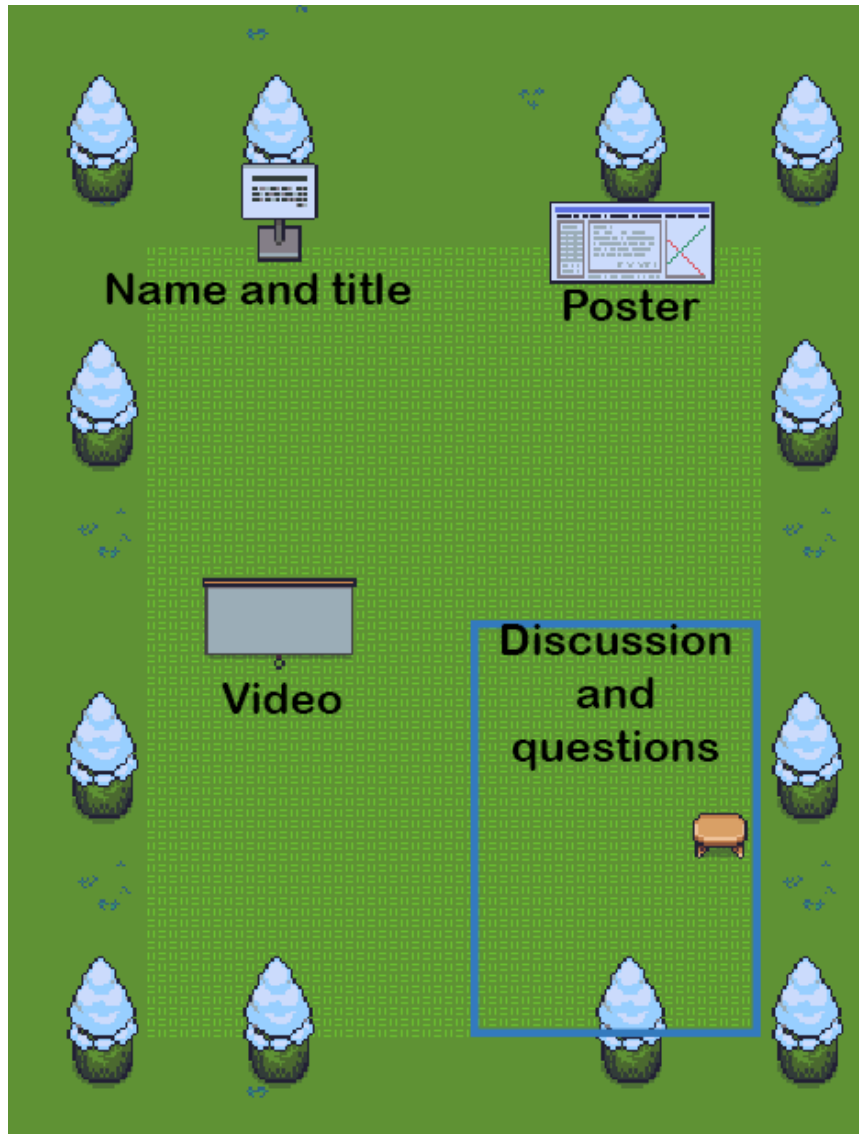 Name and title
Poster
Video
Discussion
and
questions